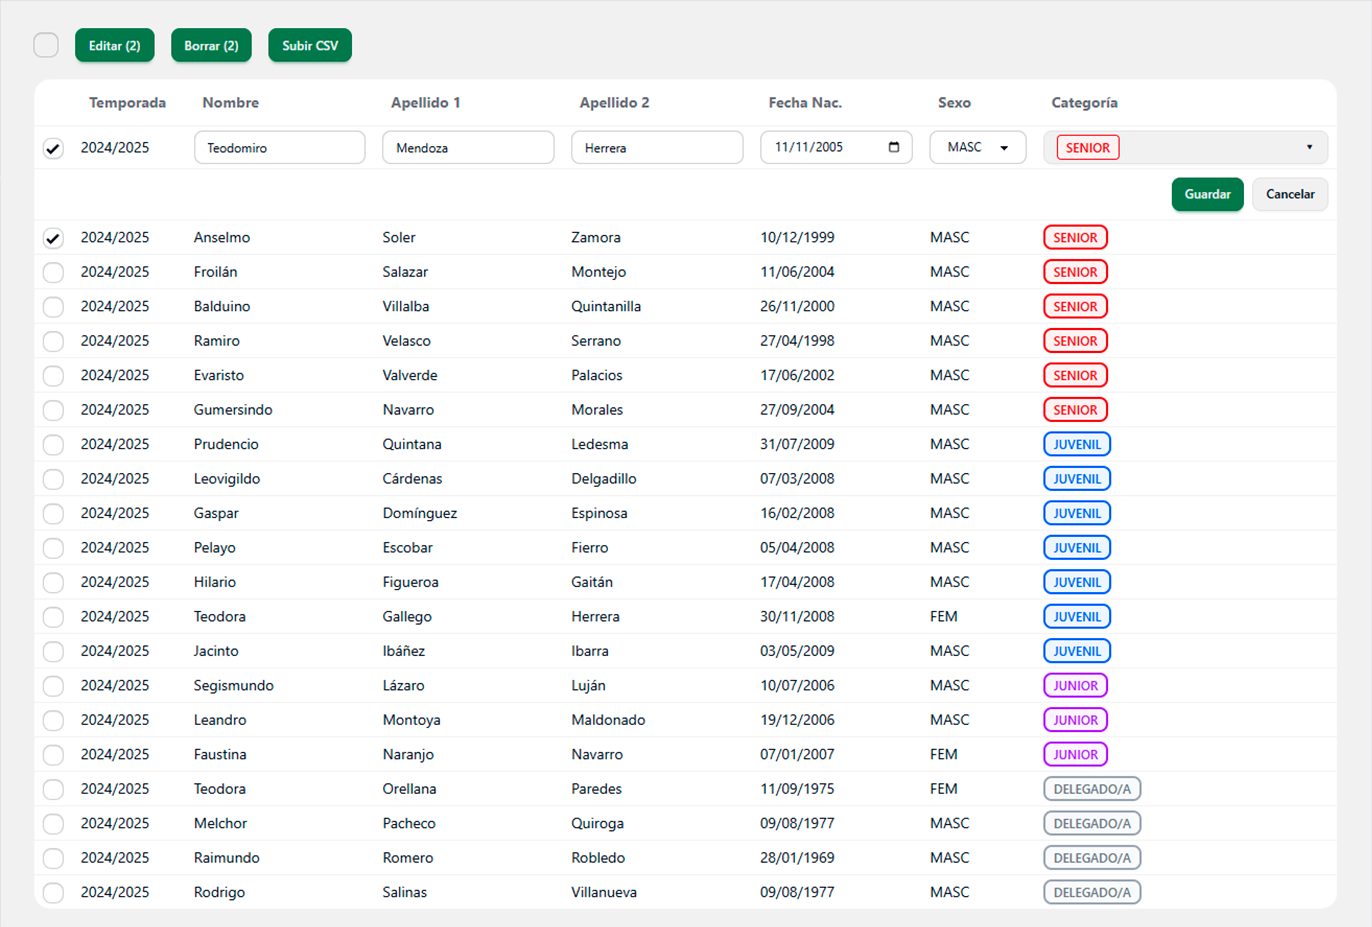 Editar (2) Borrar (2) Subir CSV
Temporada Nombre Apellido 1 Apellido 2 Fecha Nac. Sexo Categoría
2024/2025 Teodomiro Mendoza Herrera 11/11/2005 MASC SENIOR
Guardar Cancelar
2024/2025 Anselmo Soler Zamora 10/12/1999 MASC SENIOR
2024/2025 Froilán Salazar Montejo 11/06/2004 MASC SENIOR
2024/2025 Balduino Villalba Quintanilla 26/11/2000 MASC SENIOR
2024/2025 Ramiro Velasco Serrano 27/04/1998 MASC SENIOR
2024/2025 Evaristo Valverde Palacios 17/06/2002 MASC SENIOR
2024/2025 Gumersindo Navarro Morales 27/09/2004 MASC SENIOR
2024/2025 Prudencio Quintana Ledesma 31/07/2009 MASC JUVENIL
2024/2025 Leovigildo Cárdenas Delgadillo 07/03/2008 MASC JUVENIL
2024/2025 Gaspar Domínguez Espinosa 16/02/2008 MASC JUVENIL
2024/2025 Pelayo Escobar Fierro 05/04/2008 MASC JUVENIL
2024/2025 Hilario Figueroa Gaitán 17/04/2008 MASC JUVENIL
2024/2025 Teodora Gallego Herrera 30/11/2008 FEM JUVENIL
2024/2025 Jacinto Ibáñez Ibarra 03/05/2009 MASC JUVENIL
2024/2025 Segismundo Lázaro Luján 10/07/2006 MASC JUNIOR
2024/2025 Leandro Montoya Maldonado 19/12/2006 MASC JUNIOR
2024/2025 Faustina Naranjo Navarro 07/01/2007 FEM JUNIOR
2024/2025 Teodora Orellana Paredes 11/09/1975 FEM DELEGADO/A
2024/2025 Melchor Pacheco Quiroga 09/08/1977 MASC DELEGADO/A
2024/2025 Raimundo Romero Robledo 28/01/1969 MASC DELEGADO/A
2024/2025 Rodrigo Salinas Villanueva 09/08/1977 MASC DELEGADO/A